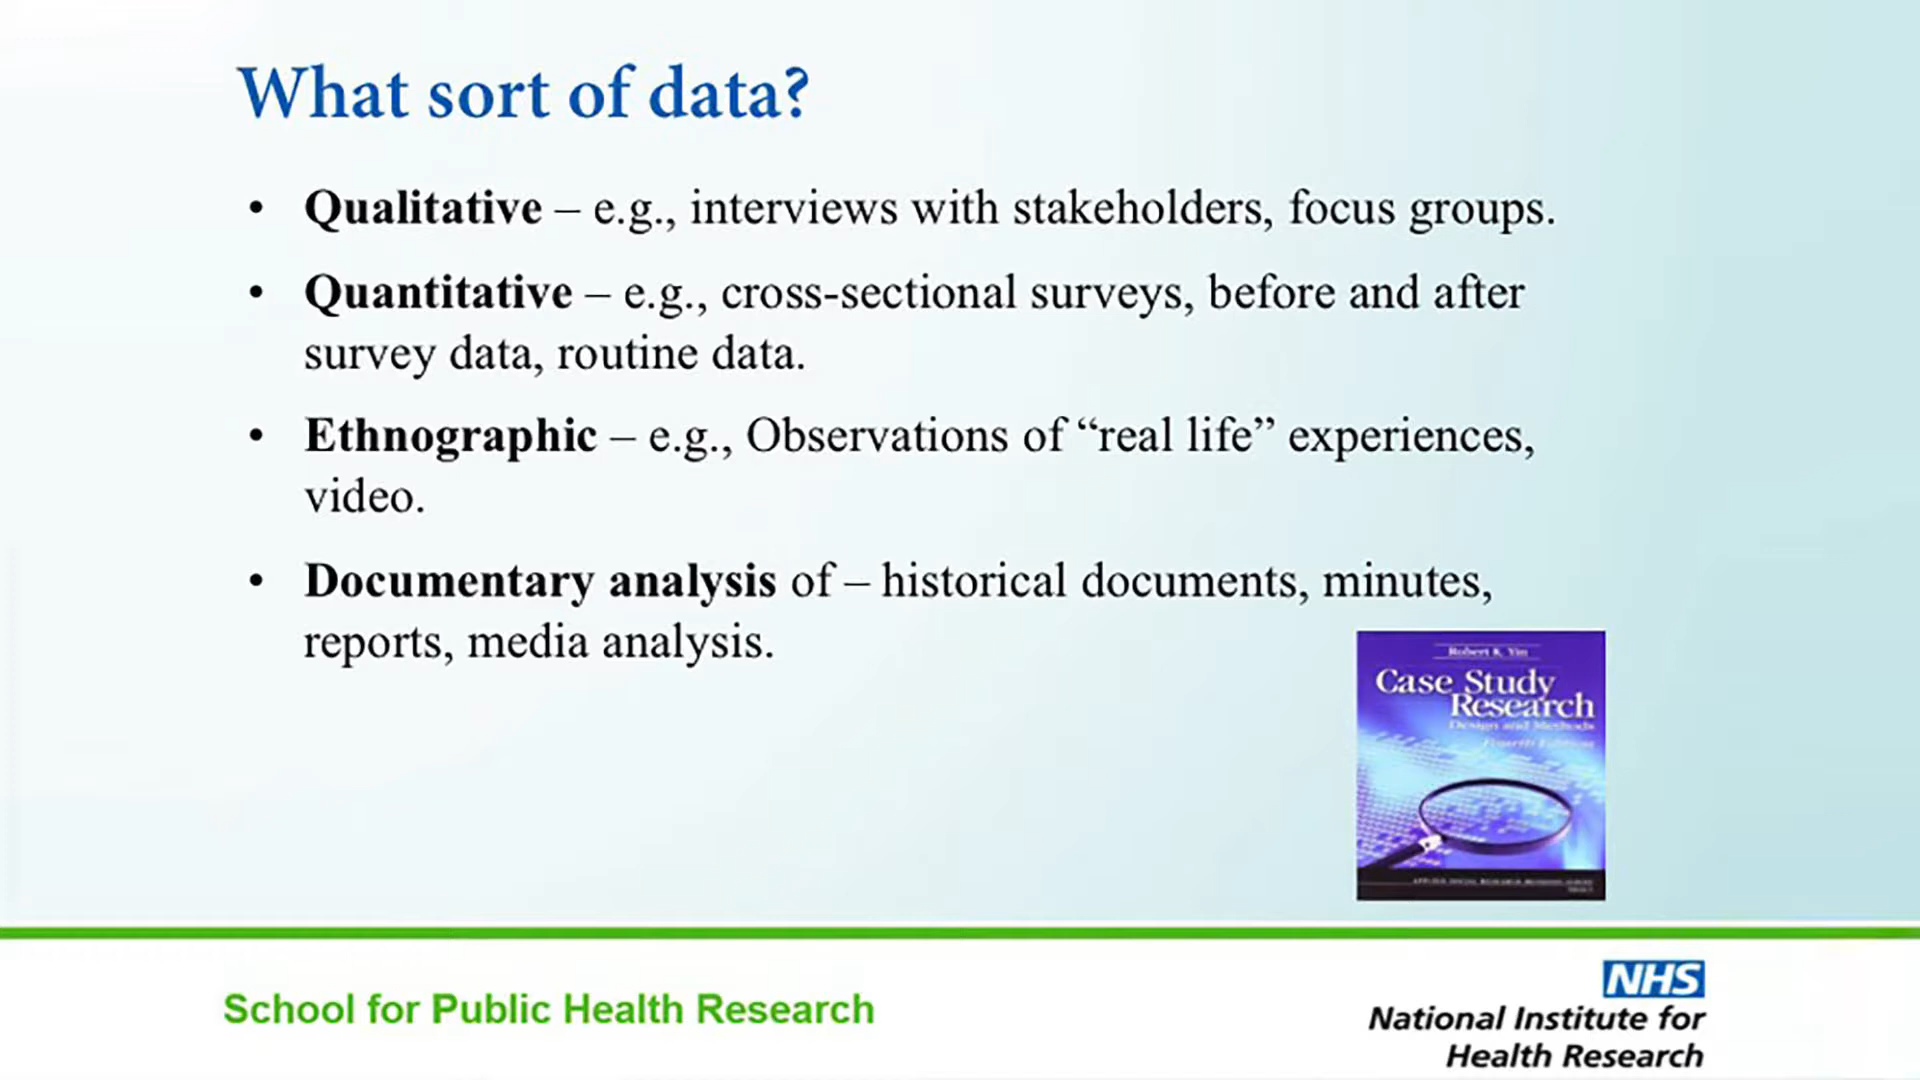 What sort of data?
• Qualitative – e.g., interviews with stakeholders, focus groups.
• Quantitative – e.g., cross-sectional surveys, before and after
survey data, routine data.
• Ethnographic – e.g., Observations of “real life” experiences,
video.
• Documentary analysis of – historical documents, minutes,
reports, media analysis.
Robert K. Yin
Case Study
Research
Design and Methods
Fourth Edition
School for Public Health Research
NHS
National Institute for
Health Research